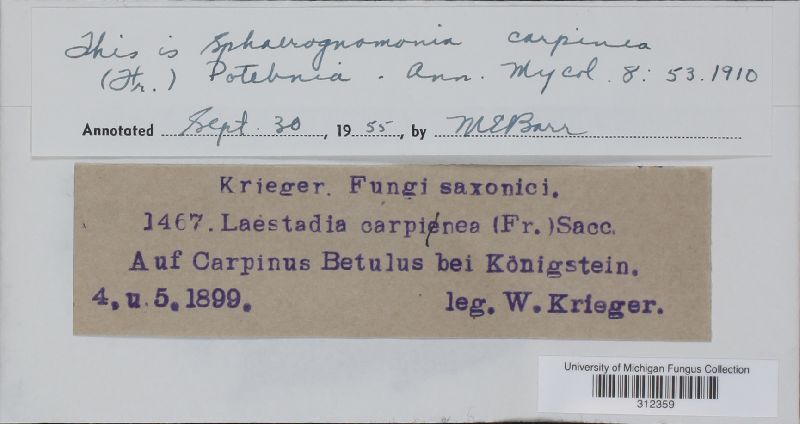 This is Sphaerognomonia carpinea
(Fr.) Potebnia. Ann. Mycol. 8: 53. 1910
Annotated Sept. 30, 1955, by MEBarr
Krieger. Fungi saxonici.
1467. Laëstadia carpinea (Fr.) Sacc.
Auf Carpinus Betulus bei Königstein.
4. u. 5. 1899. leg. W. Krieger.
University of Michigan Fungus Collection
312359